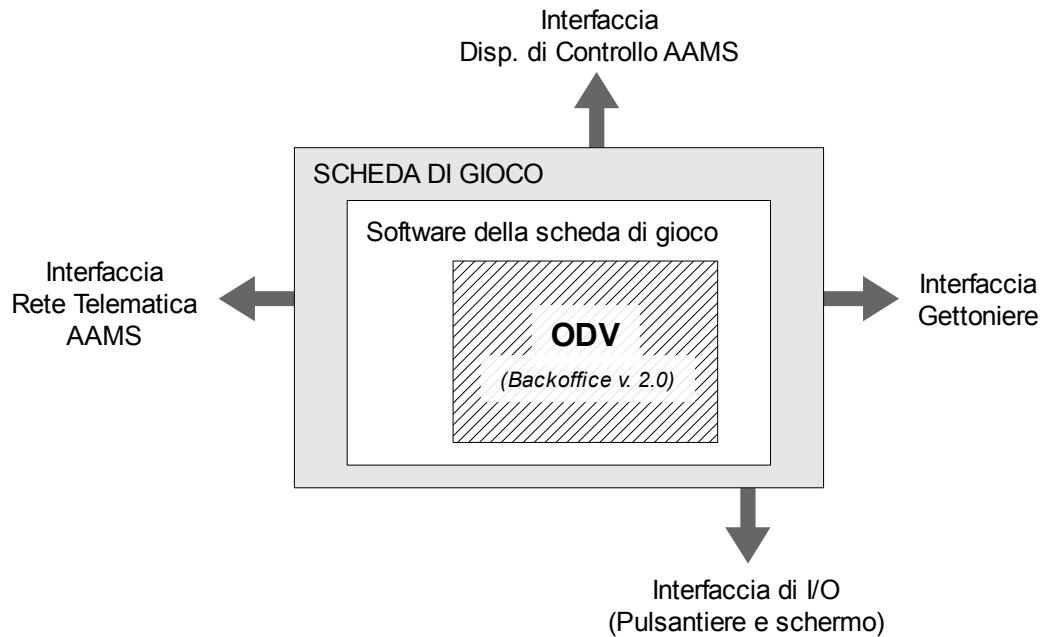 Interfaccia
Disp. di Controllo AAMS
SCHEDA DI GIOCO
Software della scheda di gioco
Interfaccia
Rete Telematica
AAMS
ODV
(Backoffice v. 2.0)
Interfaccia
Gettoniere
Interfaccia di I/O
(Pulsantiere e schermo)